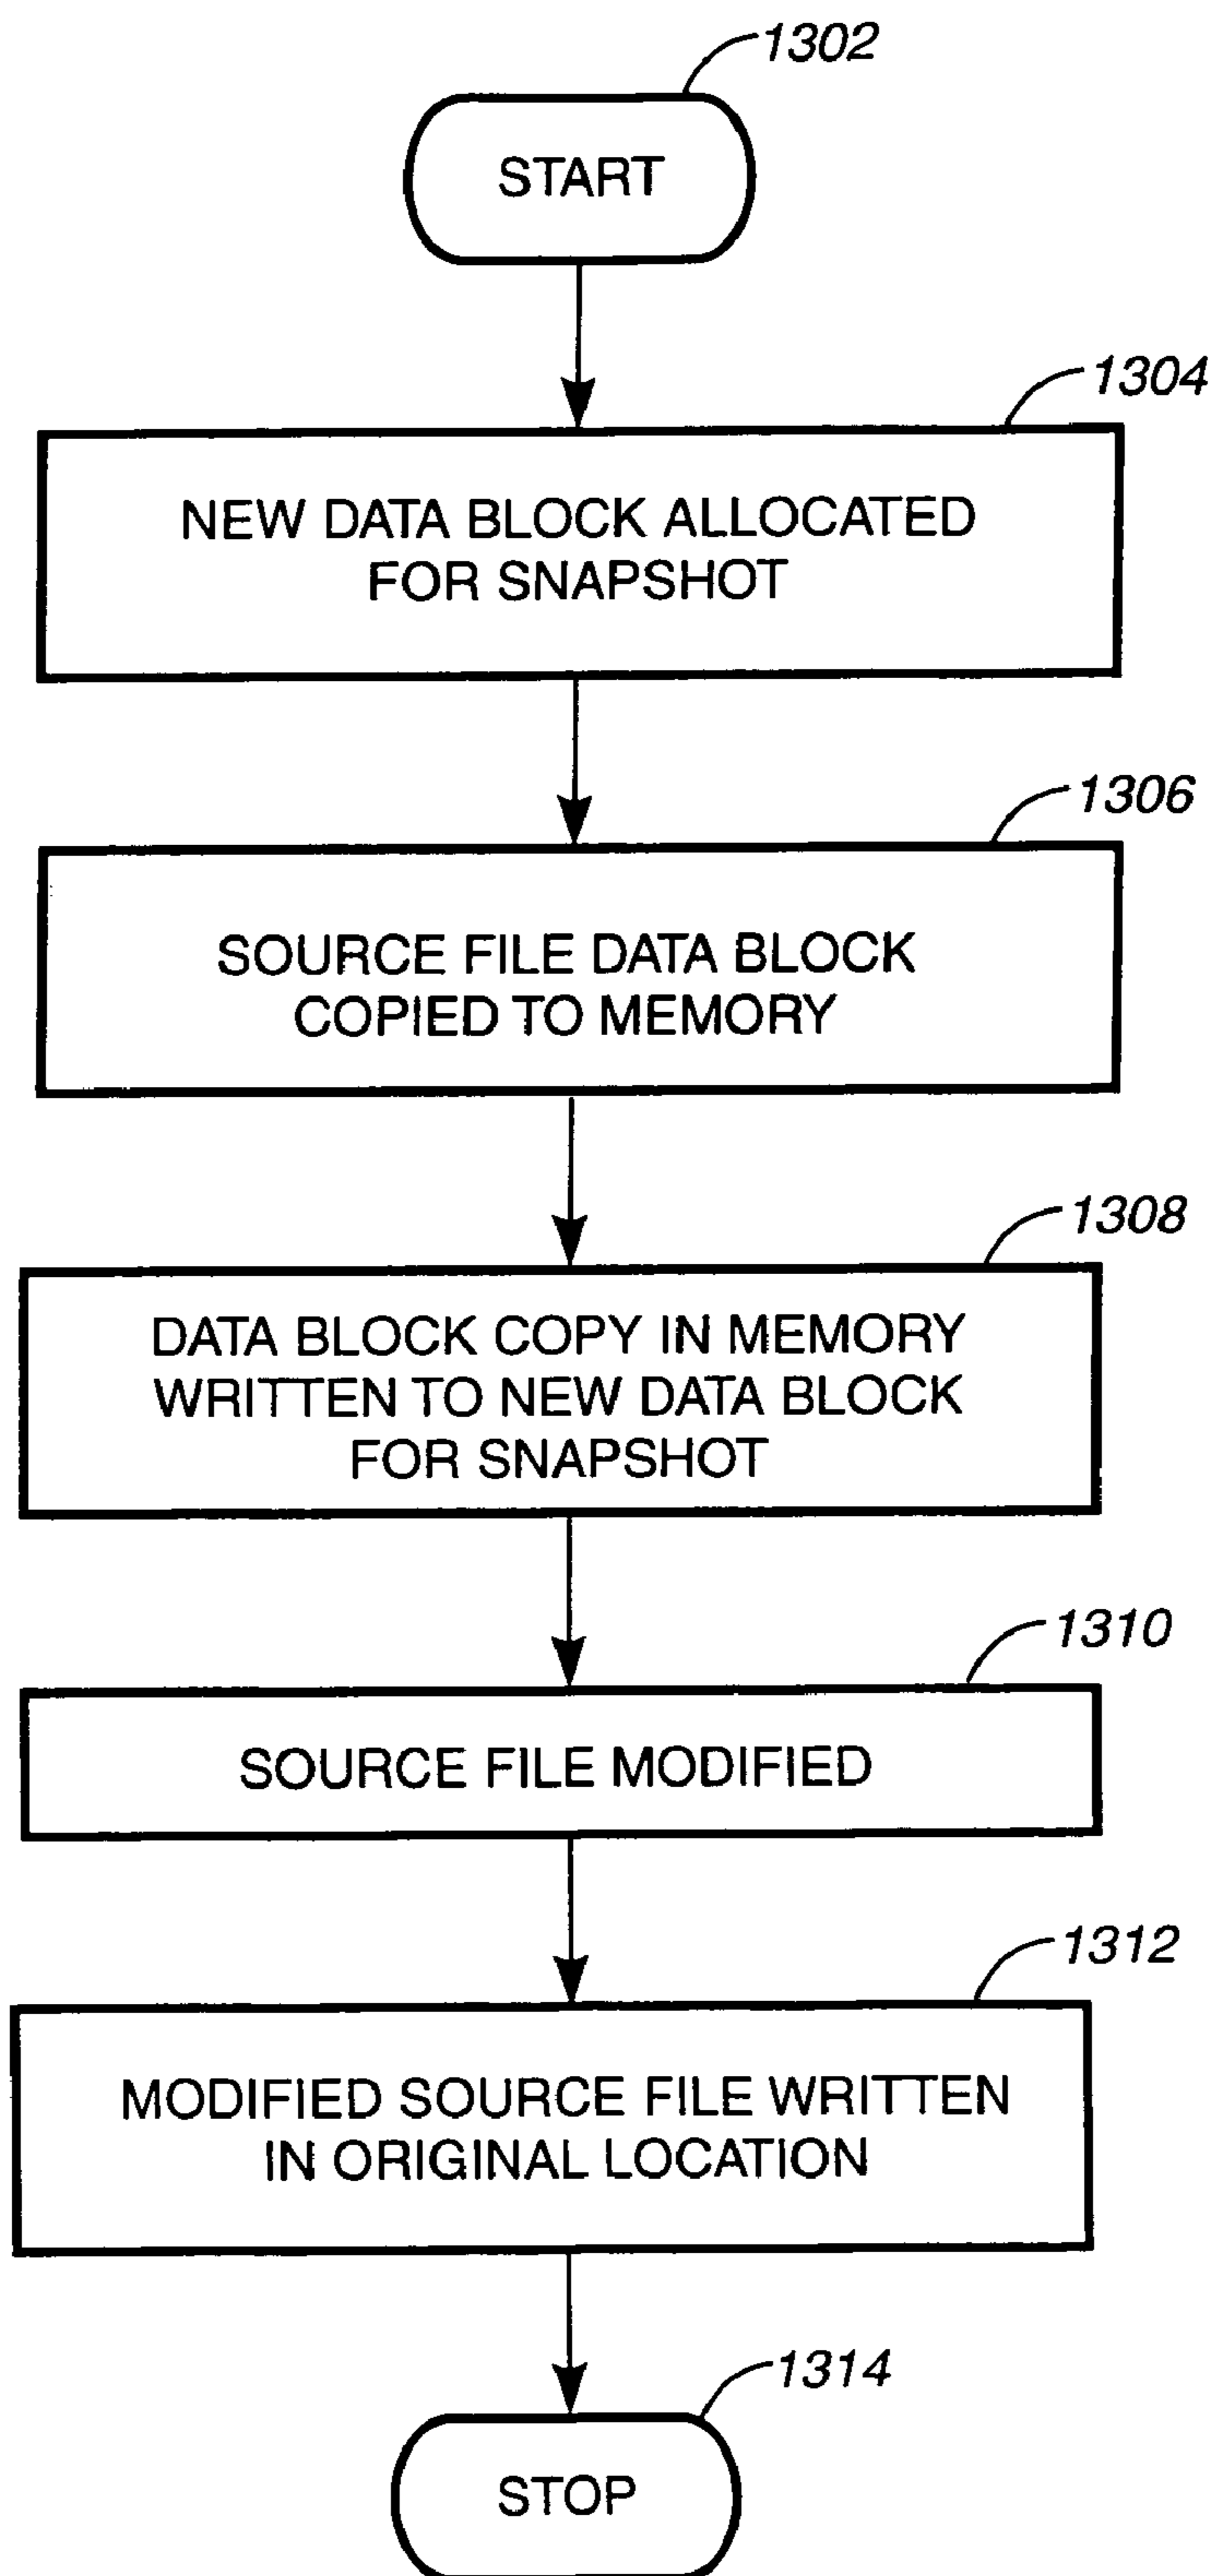 1302
START
1304
NEW DATA BLOCK ALLOCATED
FOR SNAPSHOT
1306
SOURCE FILE DATA BLOCK
COPIED TO MEMORY
1308
DATA BLOCK COPY IN MEMORY
WRITTEN TO NEW DATA BLOCK
FOR SNAPSHOT
1310
SOURCE FILE MODIFIED
1312
MODIFIED SOURCE FILE WRITTEN
IN ORIGINAL LOCATION
1314
STOP